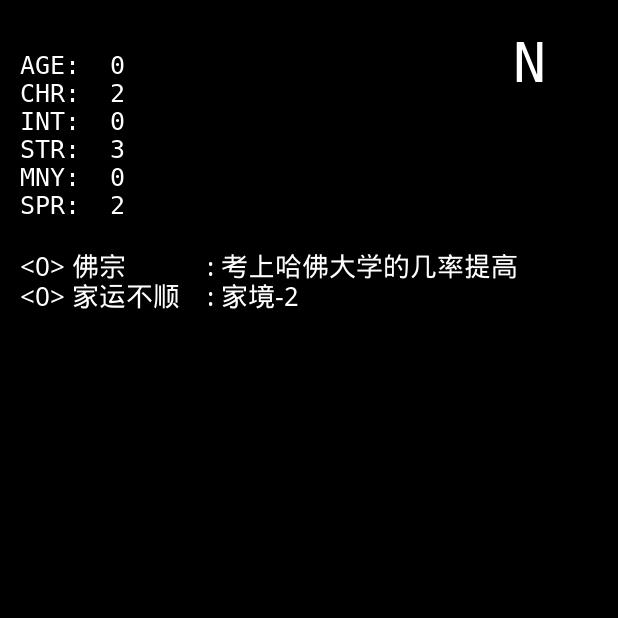 N
AGE: 0
CHR: 2
INT: 0
STR: 3
MNY: 0
SPR: 2
<O> 佛宗 : 考上哈佛大学的几率提高
<O> 家运不顺 : 家境-2